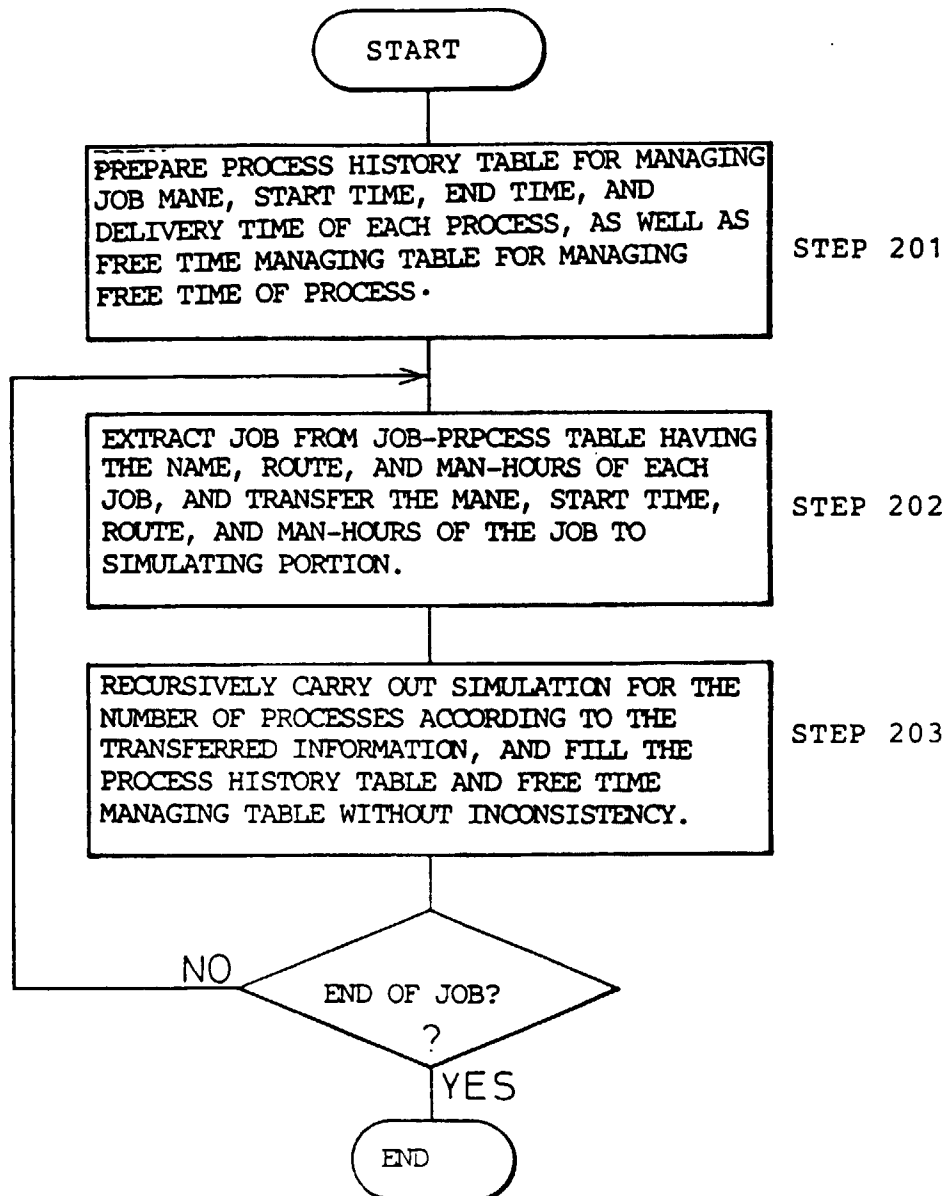 START
PREPARE PROCESS HISTORY TABLE FOR MANAGING
JOB MANE, START TIME, END TIME, AND
DELIVERY TIME OF EACH PROCESS, AS WELL AS
FREE TIME MANAGING TABLE FOR MANAGING
FREE TIME OF PROCESS.
STEP 201
EXTRACT JOB FROM JOB-PRPCESS TABLE HAVING
THE NAME, ROUTE, AND MAN-HOURS OF EACH
JOB, AND TRANSFER THE MANE, START TIME,
ROUTE, AND MAN-HOURS OF THE JOB TO
SIMULATING PORTION.
STEP 202
RECURSIVELY CARRY OUT SIMULATION FOR THE
NUMBER OF PROCESSES ACCORDING TO THE
TRANSFERRED INFORMATION, AND FILL THE
PROCESS HISTORY TABLE AND FREE TIME
MANAGING TABLE WITHOUT INCONSISTENCY.
STEP 203
NO
END OF JOB?
?
YES
END